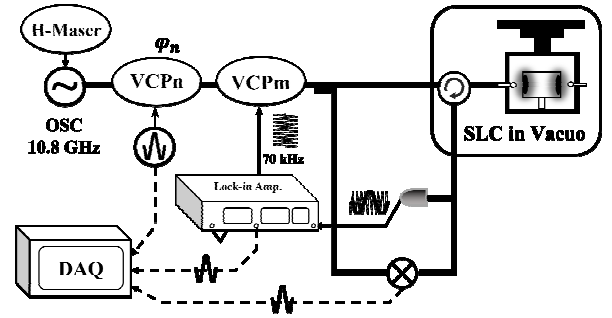 H-Maser
φn
VCPn
VCPm
OSC
10.8 GHz
70 kHz
SLC in Vacuo
Lock-in Amp.
DAQ